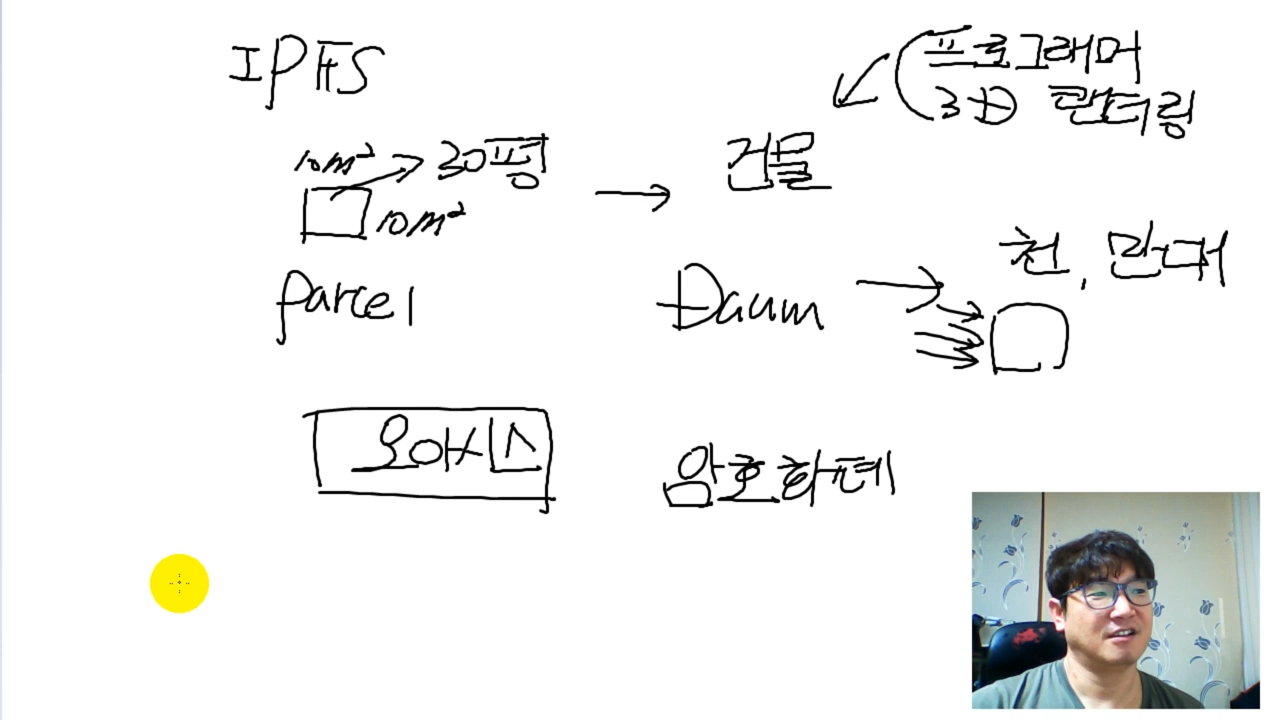 IPFS
프로그래머
3D 랜더링
10m² → 30평
10m²
→ 건물
Parcel
Daum →
천, 만대
오아시스
암호화폐